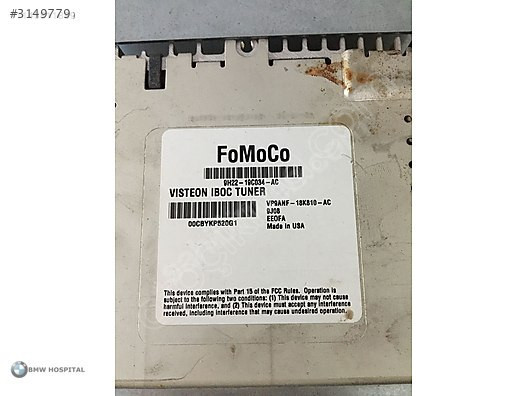 #3149779
FoMoCo
9H22-19C034-AC
VISTEON IBOC TUNER
VP9ANF-18K810-AC
9J08
EEOFA
Made in USA
00CBYKP520G1
This device complies with Part 15 of the FCC Rules. Operation is
subject to the following two conditions: (1) This device may not cause
harmful interference, and (2) This device must accept any interference
received, including interference that may cause undesired operation.
BMW HOSPITAL